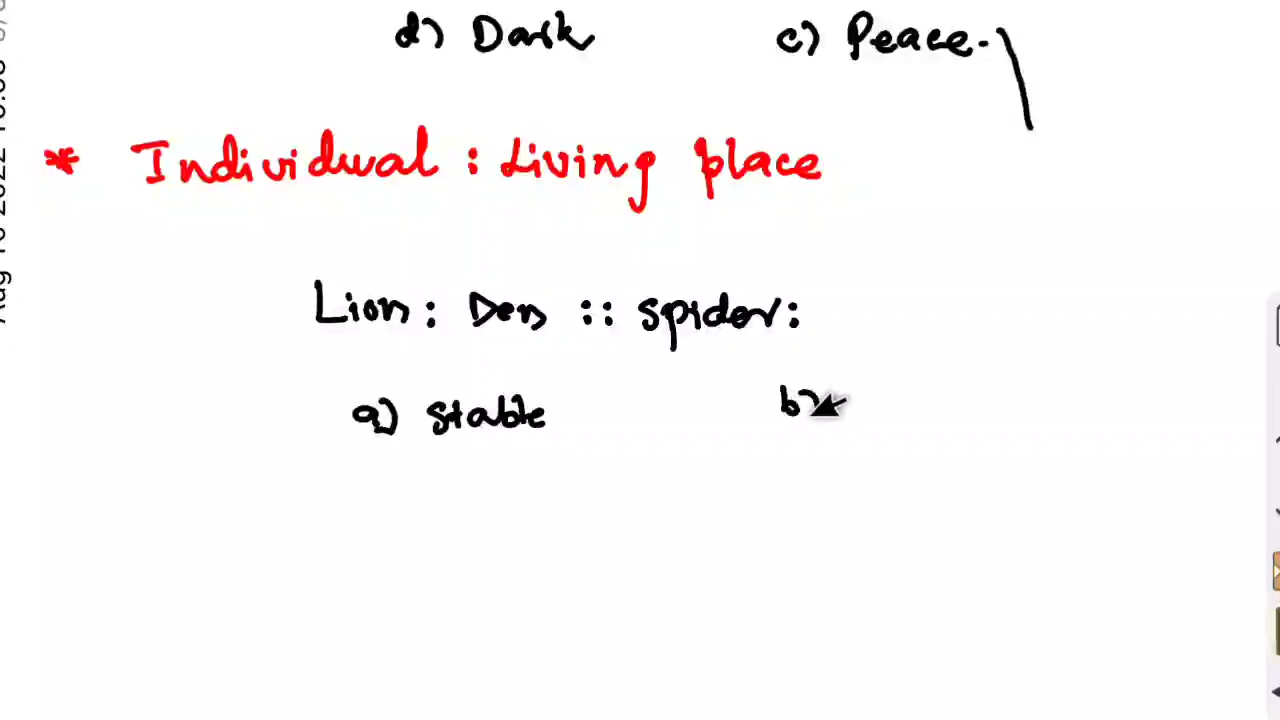 d) Dark c) Peace.
* Individual : Living place
Lion : Den :: spider :
a) stable b)